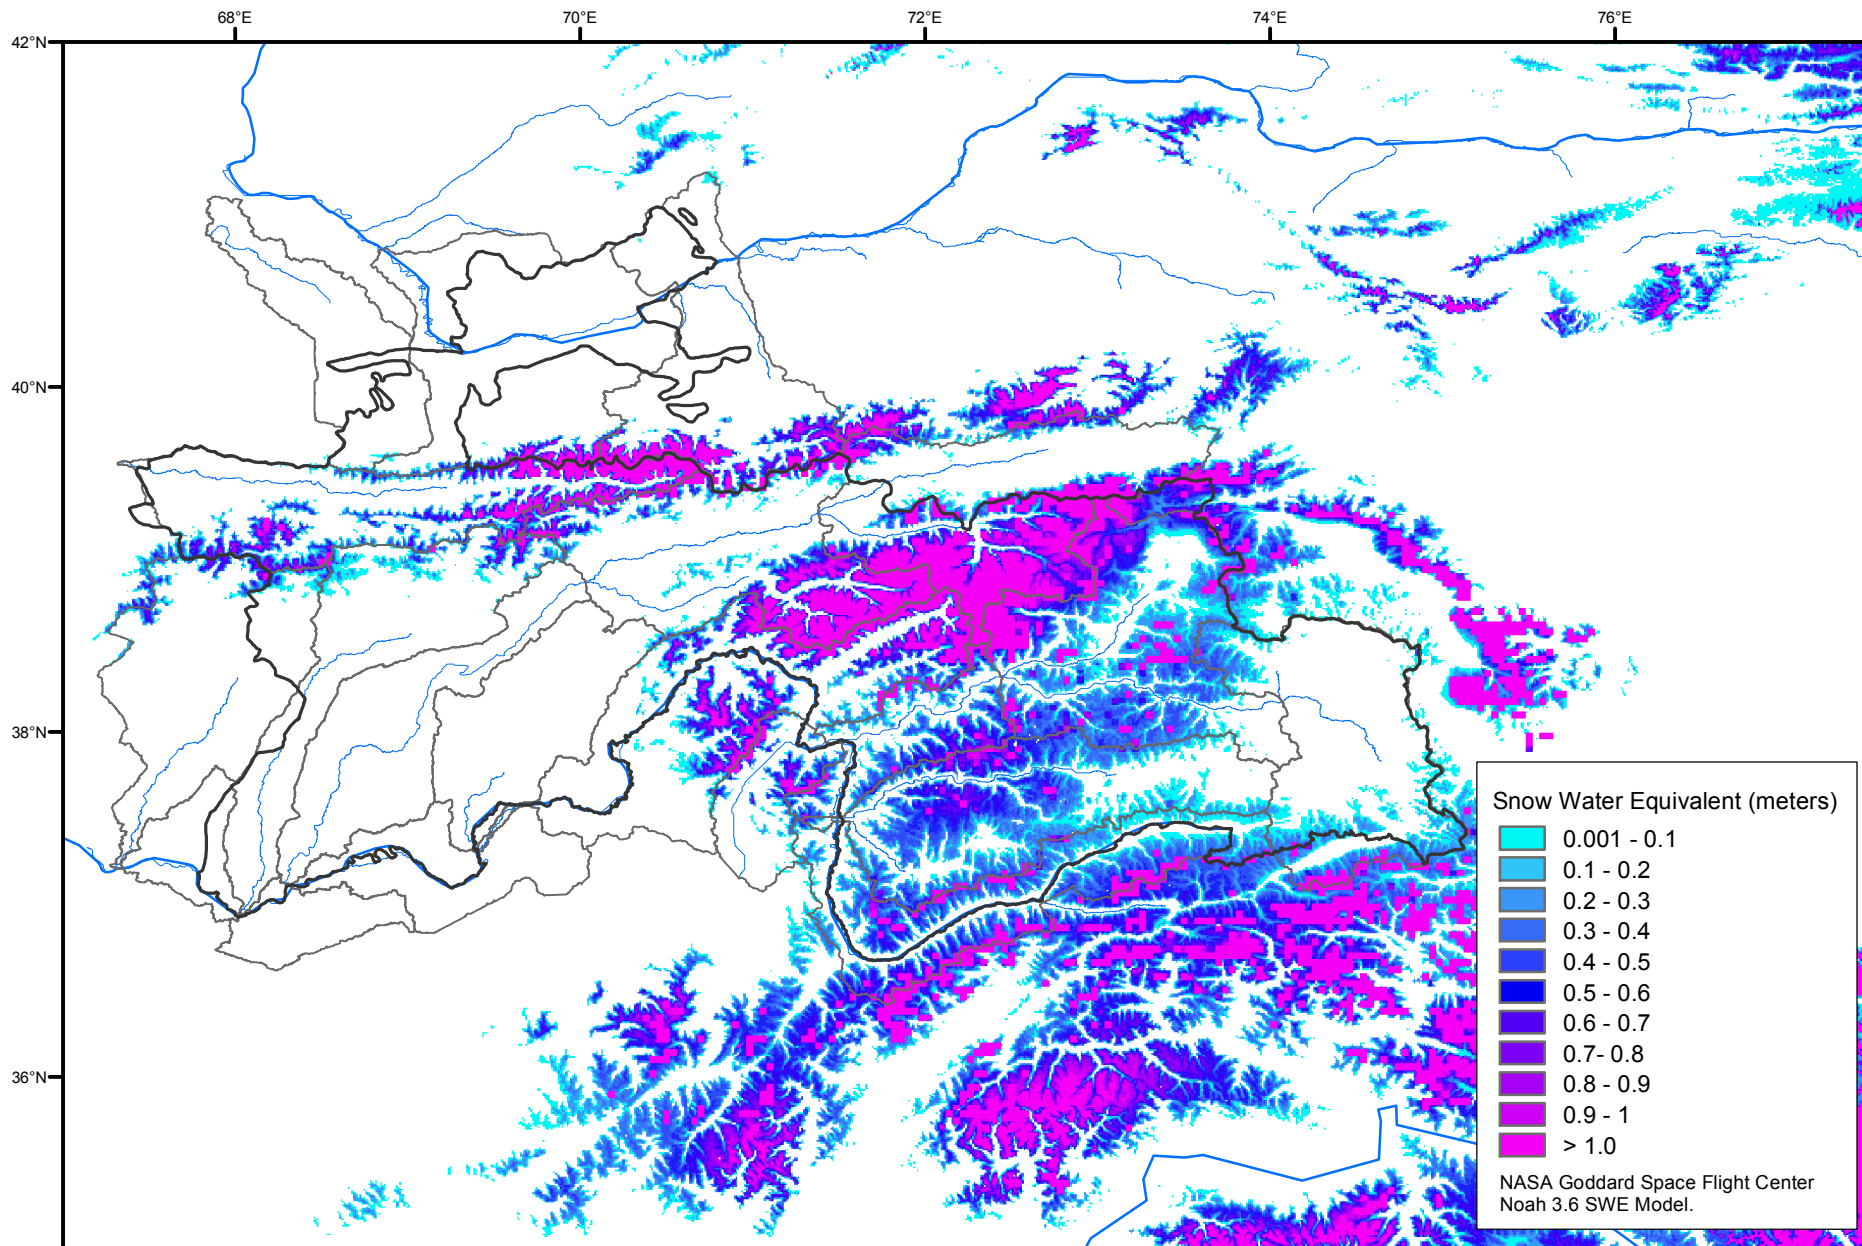 68°E
70°E
72°E
74°E
76°E
42°N
40°N
38°N
36°N
Snow Water Equivalent (meters)
0.001 - 0.1
0.1 - 0.2
0.2 - 0.3
0.3 - 0.4
0.4 - 0.5
0.5 - 0.6
0.6 - 0.7
0.7- 0.8
0.8 - 0.9
0.9 - 1
> 1.0
NASA Goddard Space Flight Center
Noah 3.6 SWE Model.